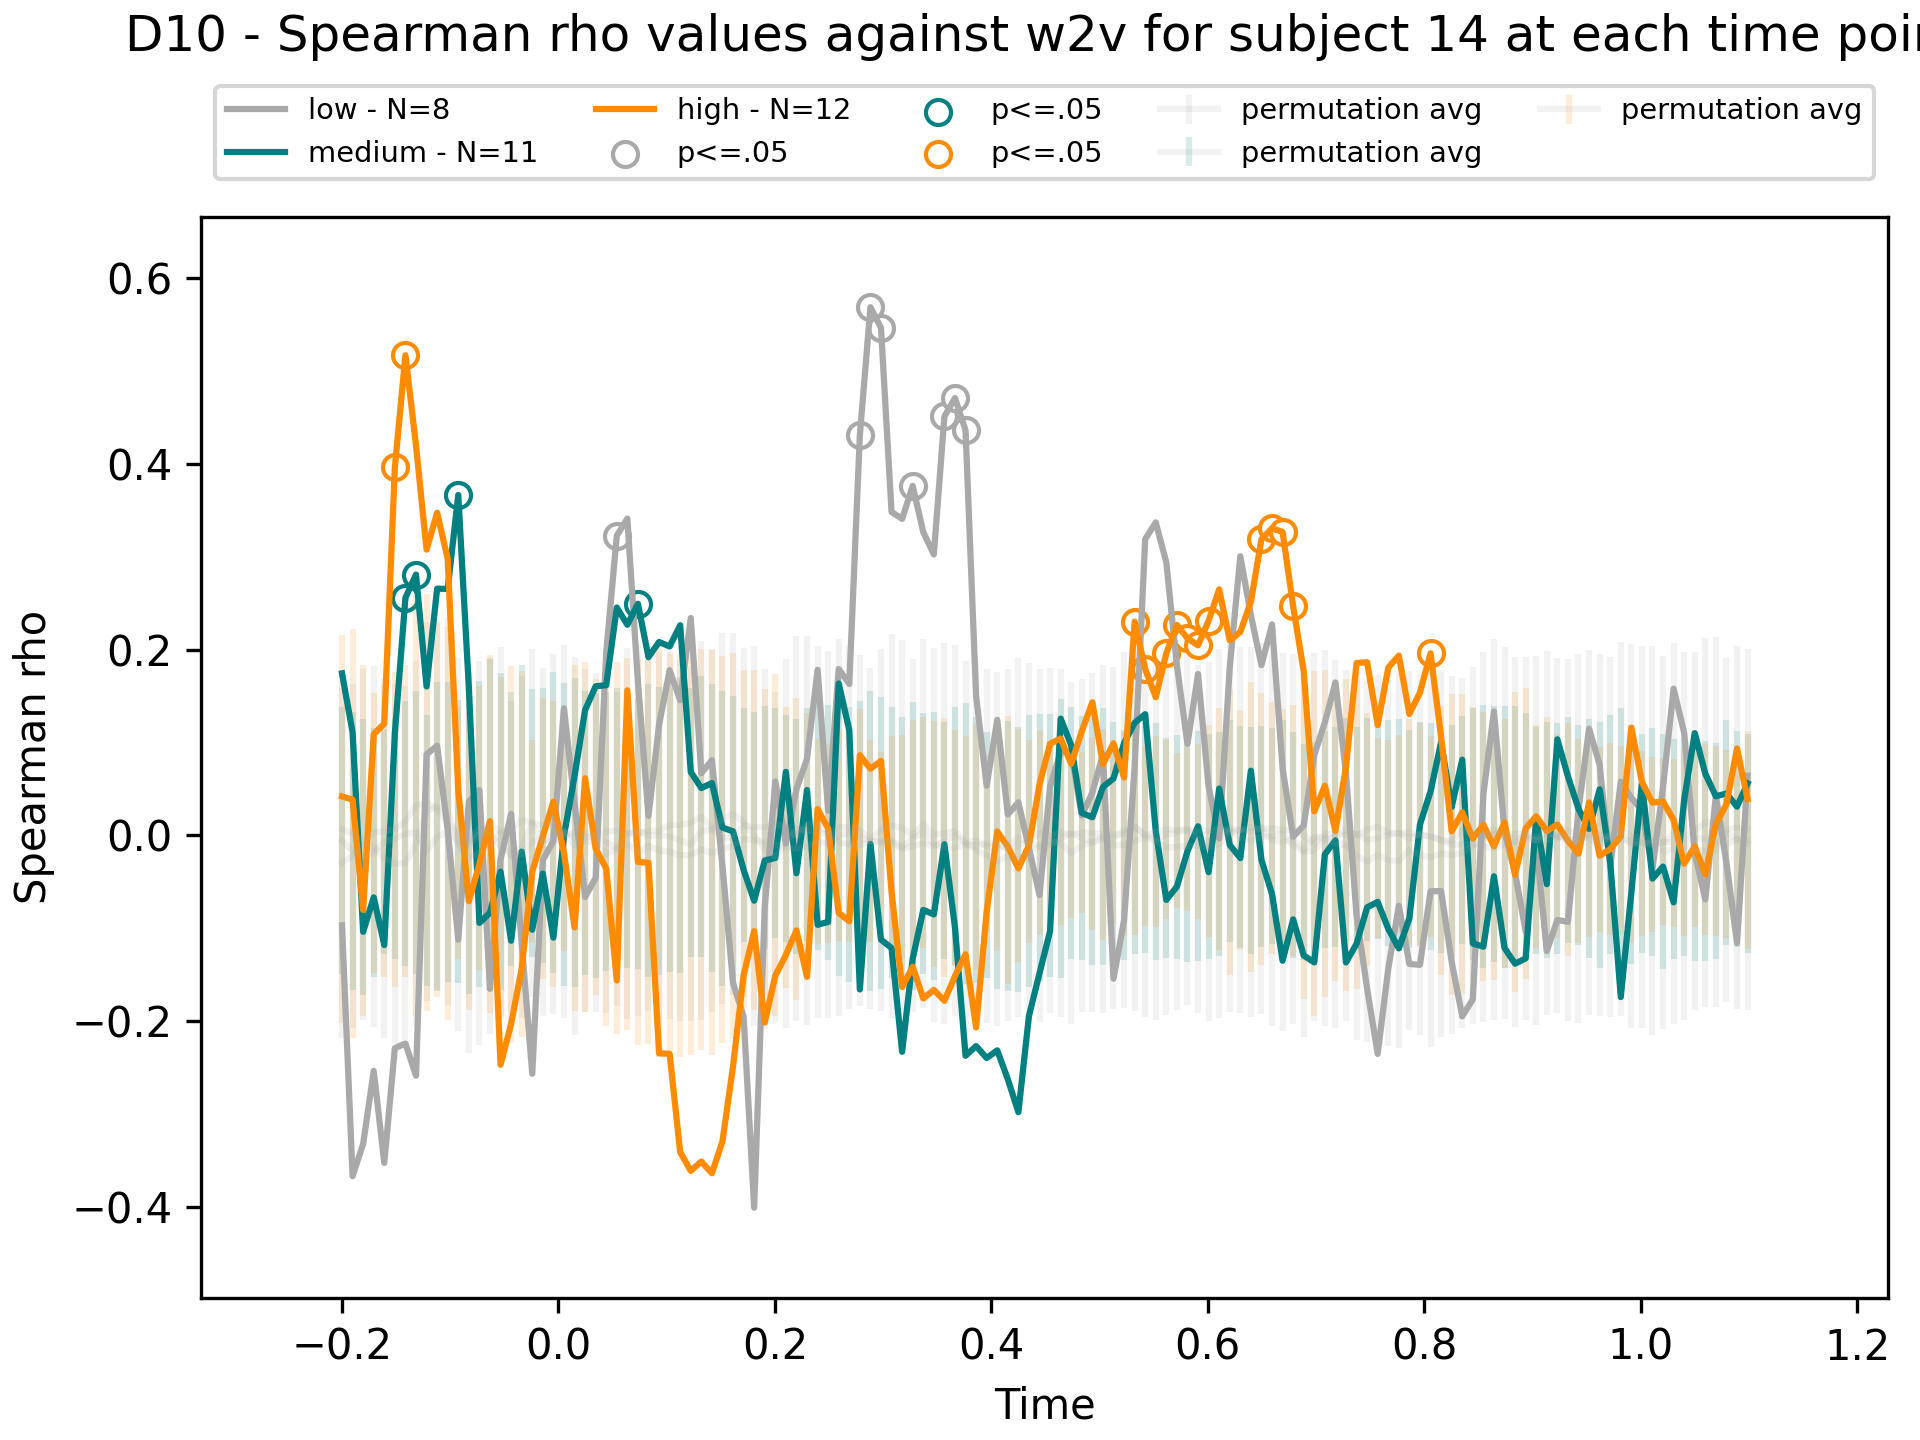 D10 - Spearman rho values against w2v for subject 14 at each time poi
low - N=8
medium - N=11
high - N=12
p<=.05
p<=.05
p<=.05
permutation avg
permutation avg
permutation avg
Spearman rho
0.6
0.4
0.2
0.0
−0.2
−0.4
−0.2 0.0 0.2 0.4 0.6 0.8 1.0 1.2
Time